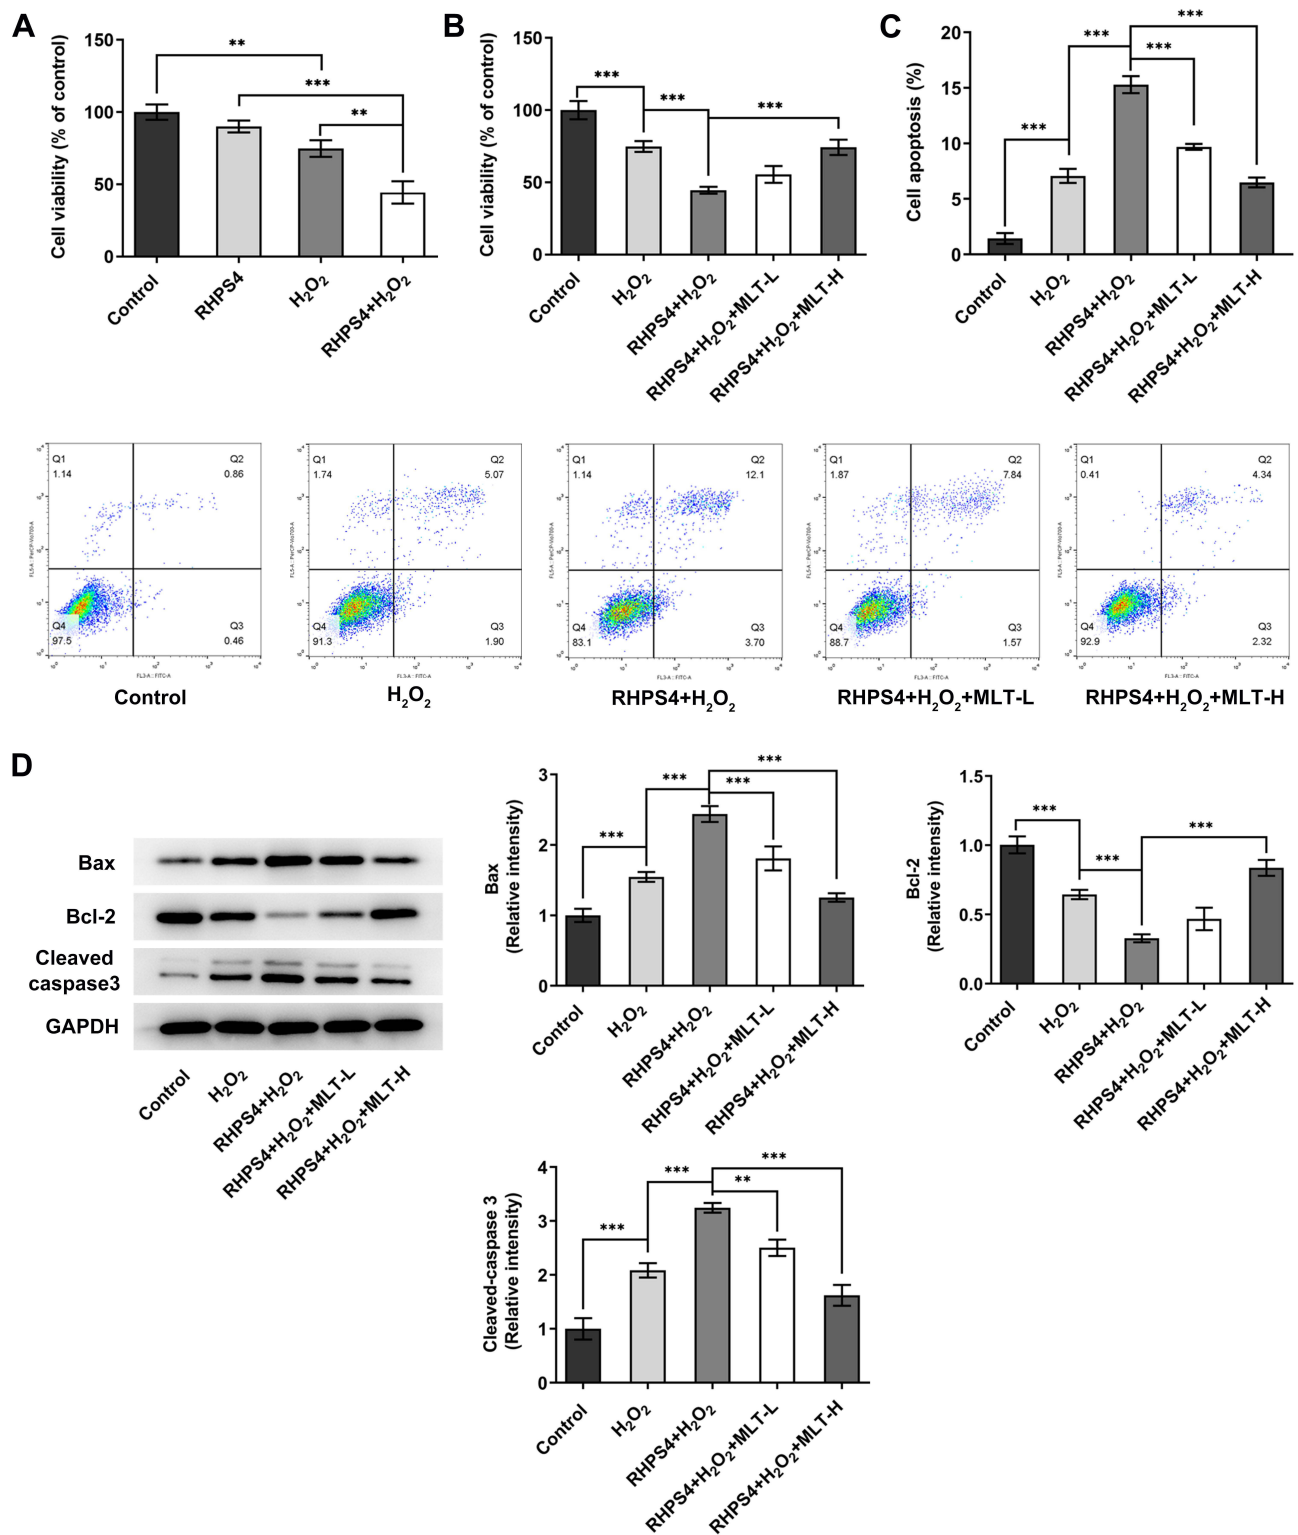 A
Cell viability (% of control)
150
100
50
0
**
***
**
Control
RHPS4
H₂O₂
RHPS4+H₂O₂
B
Cell viability (% of control)
150
100
50
0
***
***
***
Control
H₂O₂
RHPS4+H₂O₂
RHPS4+H₂O₂+MLT-L
RHPS4+H₂O₂+MLT-H
C
Cell apoptosis (%)
20
15
10
5
0
***
***
***
***
Control
H₂O₂
RHPS4+H₂O₂
RHPS4+H₂O₂+MLT-L
RHPS4+H₂O₂+MLT-H
Q1
1.14
Q2
0.86
Q4
97.5
Q3
0.46
FL3-A :: FITC-A
Control
Q1
1.74
Q2
5.07
Q4
91.3
Q3
1.90
FL3-A :: FITC-A
H₂O₂
Q1
1.14
Q2
12.1
Q4
83.1
Q3
3.70
FL3-A :: FITC-A
RHPS4+H₂O₂
Q1
1.87
Q2
7.84
Q4
88.7
Q3
1.57
FL3-A :: FITC-A
RHPS4+H₂O₂+MLT-L
Q1
0.41
Q2
4.34
Q4
92.9
Q3
2.32
FL3-A :: FITC-A
RHPS4+H₂O₂+MLT-H
D
Bax
Bcl-2
Cleaved
caspase3
GAPDH
Control
H₂O₂
RHPS4+H₂O₂
RHPS4+H₂O₂+MLT-L
RHPS4+H₂O₂+MLT-H
Bax
(Relative intensity)
3
2
1
0
***
***
***
***
Control
H₂O₂
RHPS4+H₂O₂
RHPS4+H₂O₂+MLT-L
RHPS4+H₂O₂+MLT-H
Bcl-2
(Relative intensity)
1.5
1.0
0.5
0.0
***
***
***
Control
H₂O₂
RHPS4+H₂O₂
RHPS4+H₂O₂+MLT-L
RHPS4+H₂O₂+MLT-H
Cleaved-caspase 3
(Relative intensity)
4
3
2
1
0
***
***
**
***
Control
H₂O₂
RHPS4+H₂O₂
RHPS4+H₂O₂+MLT-L
RHPS4+H₂O₂+MLT-H